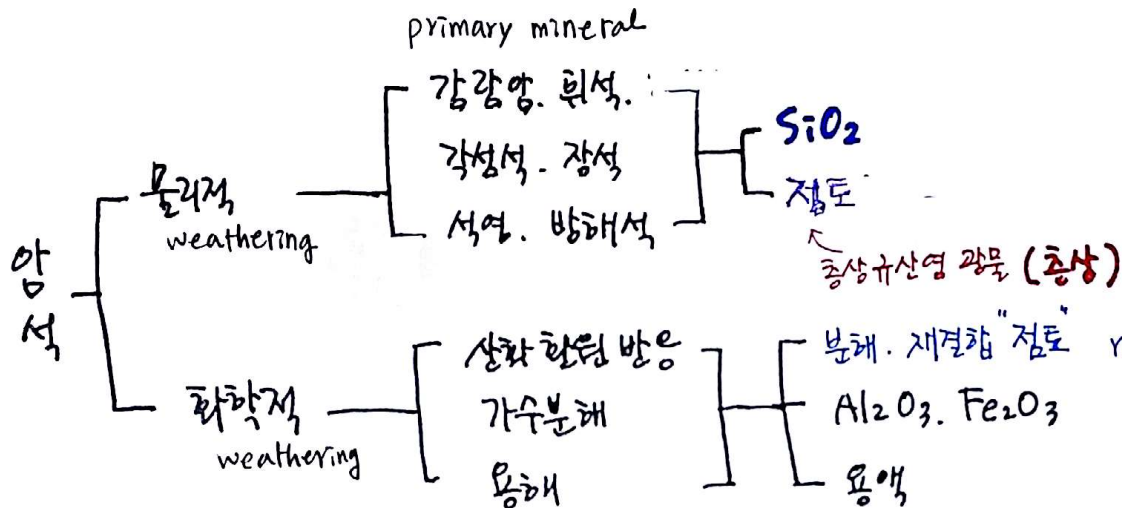 primary mineral
감람암. 휘석. ....
각섬석. 장석
석영. 방해석
SiO2
점토
층상규산염 광물 (층상)
물리적
weathering
암석
화학적
weathering
산화 환원 반응
가수분해
용해
분해. 재결합 "점토"
Al2O3. Fe2O3
용액